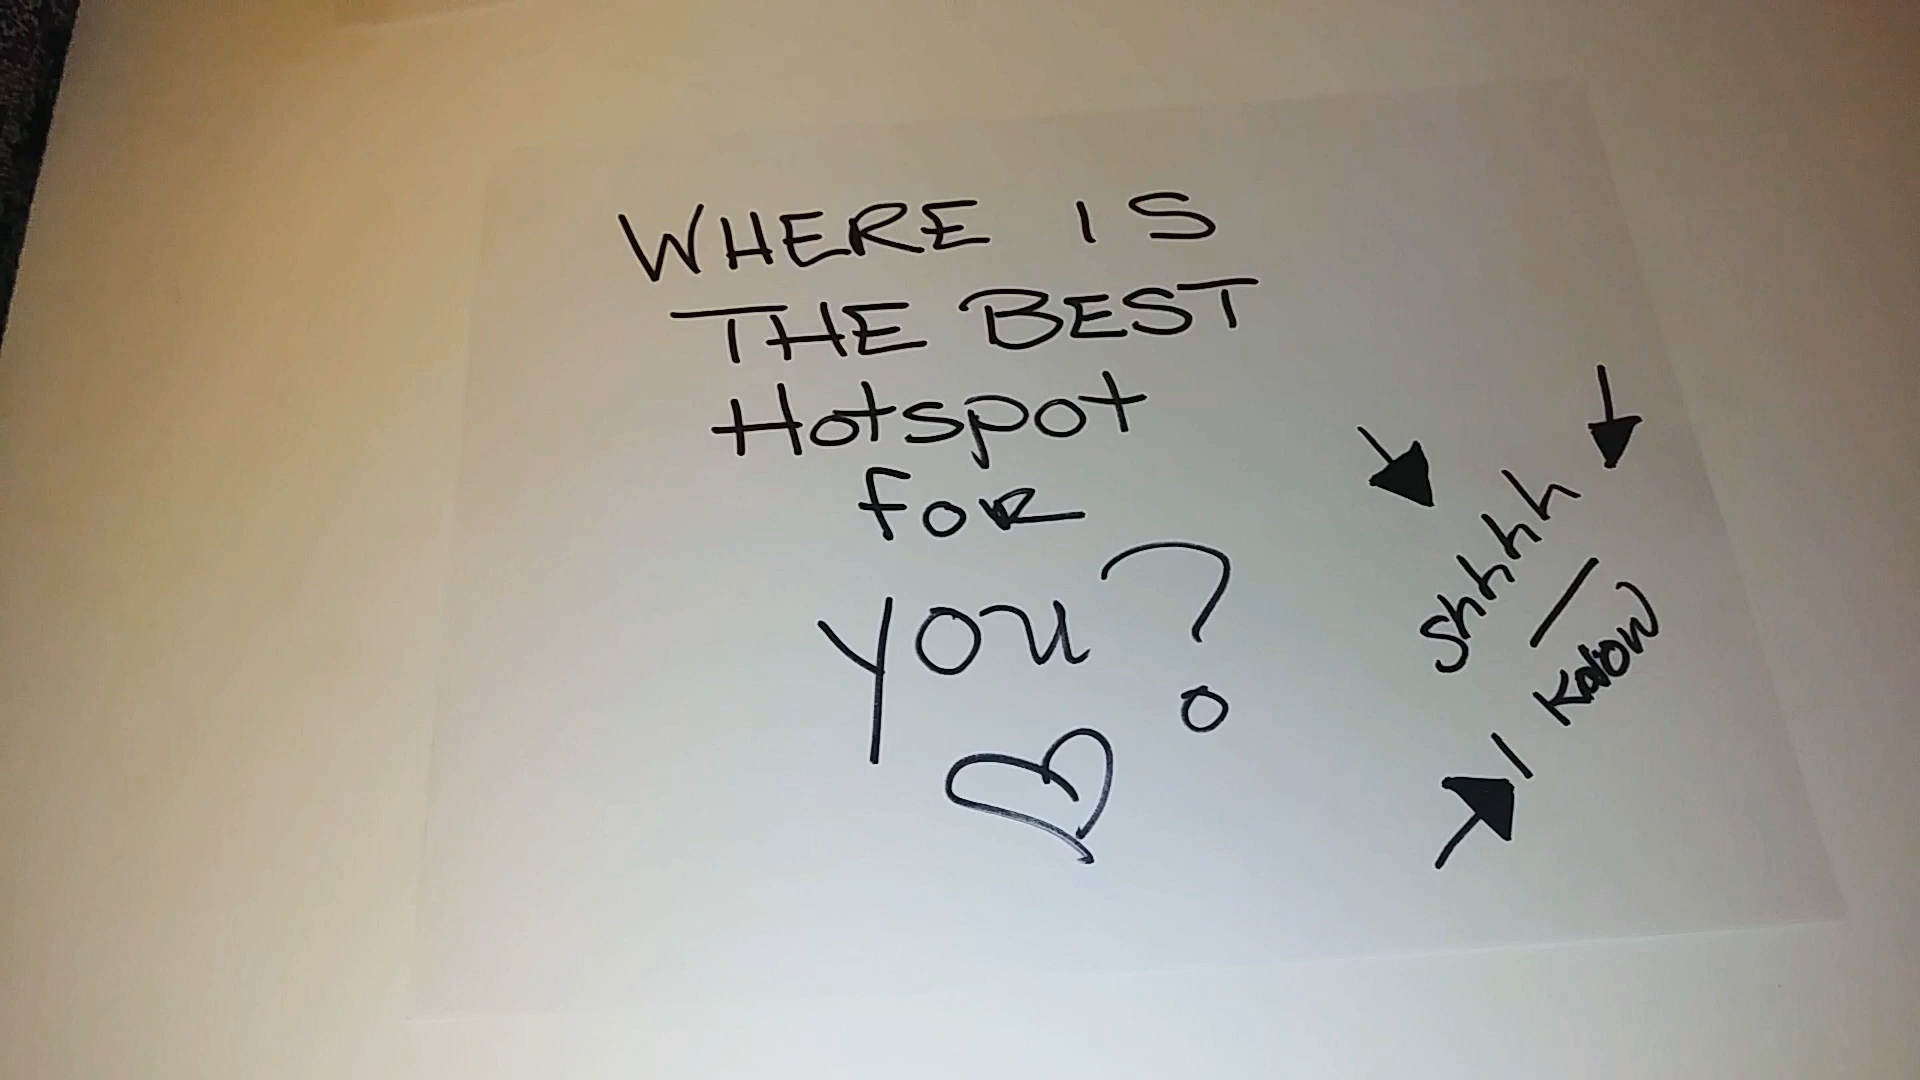 WHERE IS
THE BEST
Hotspot
for
you?
Shhhh
I know